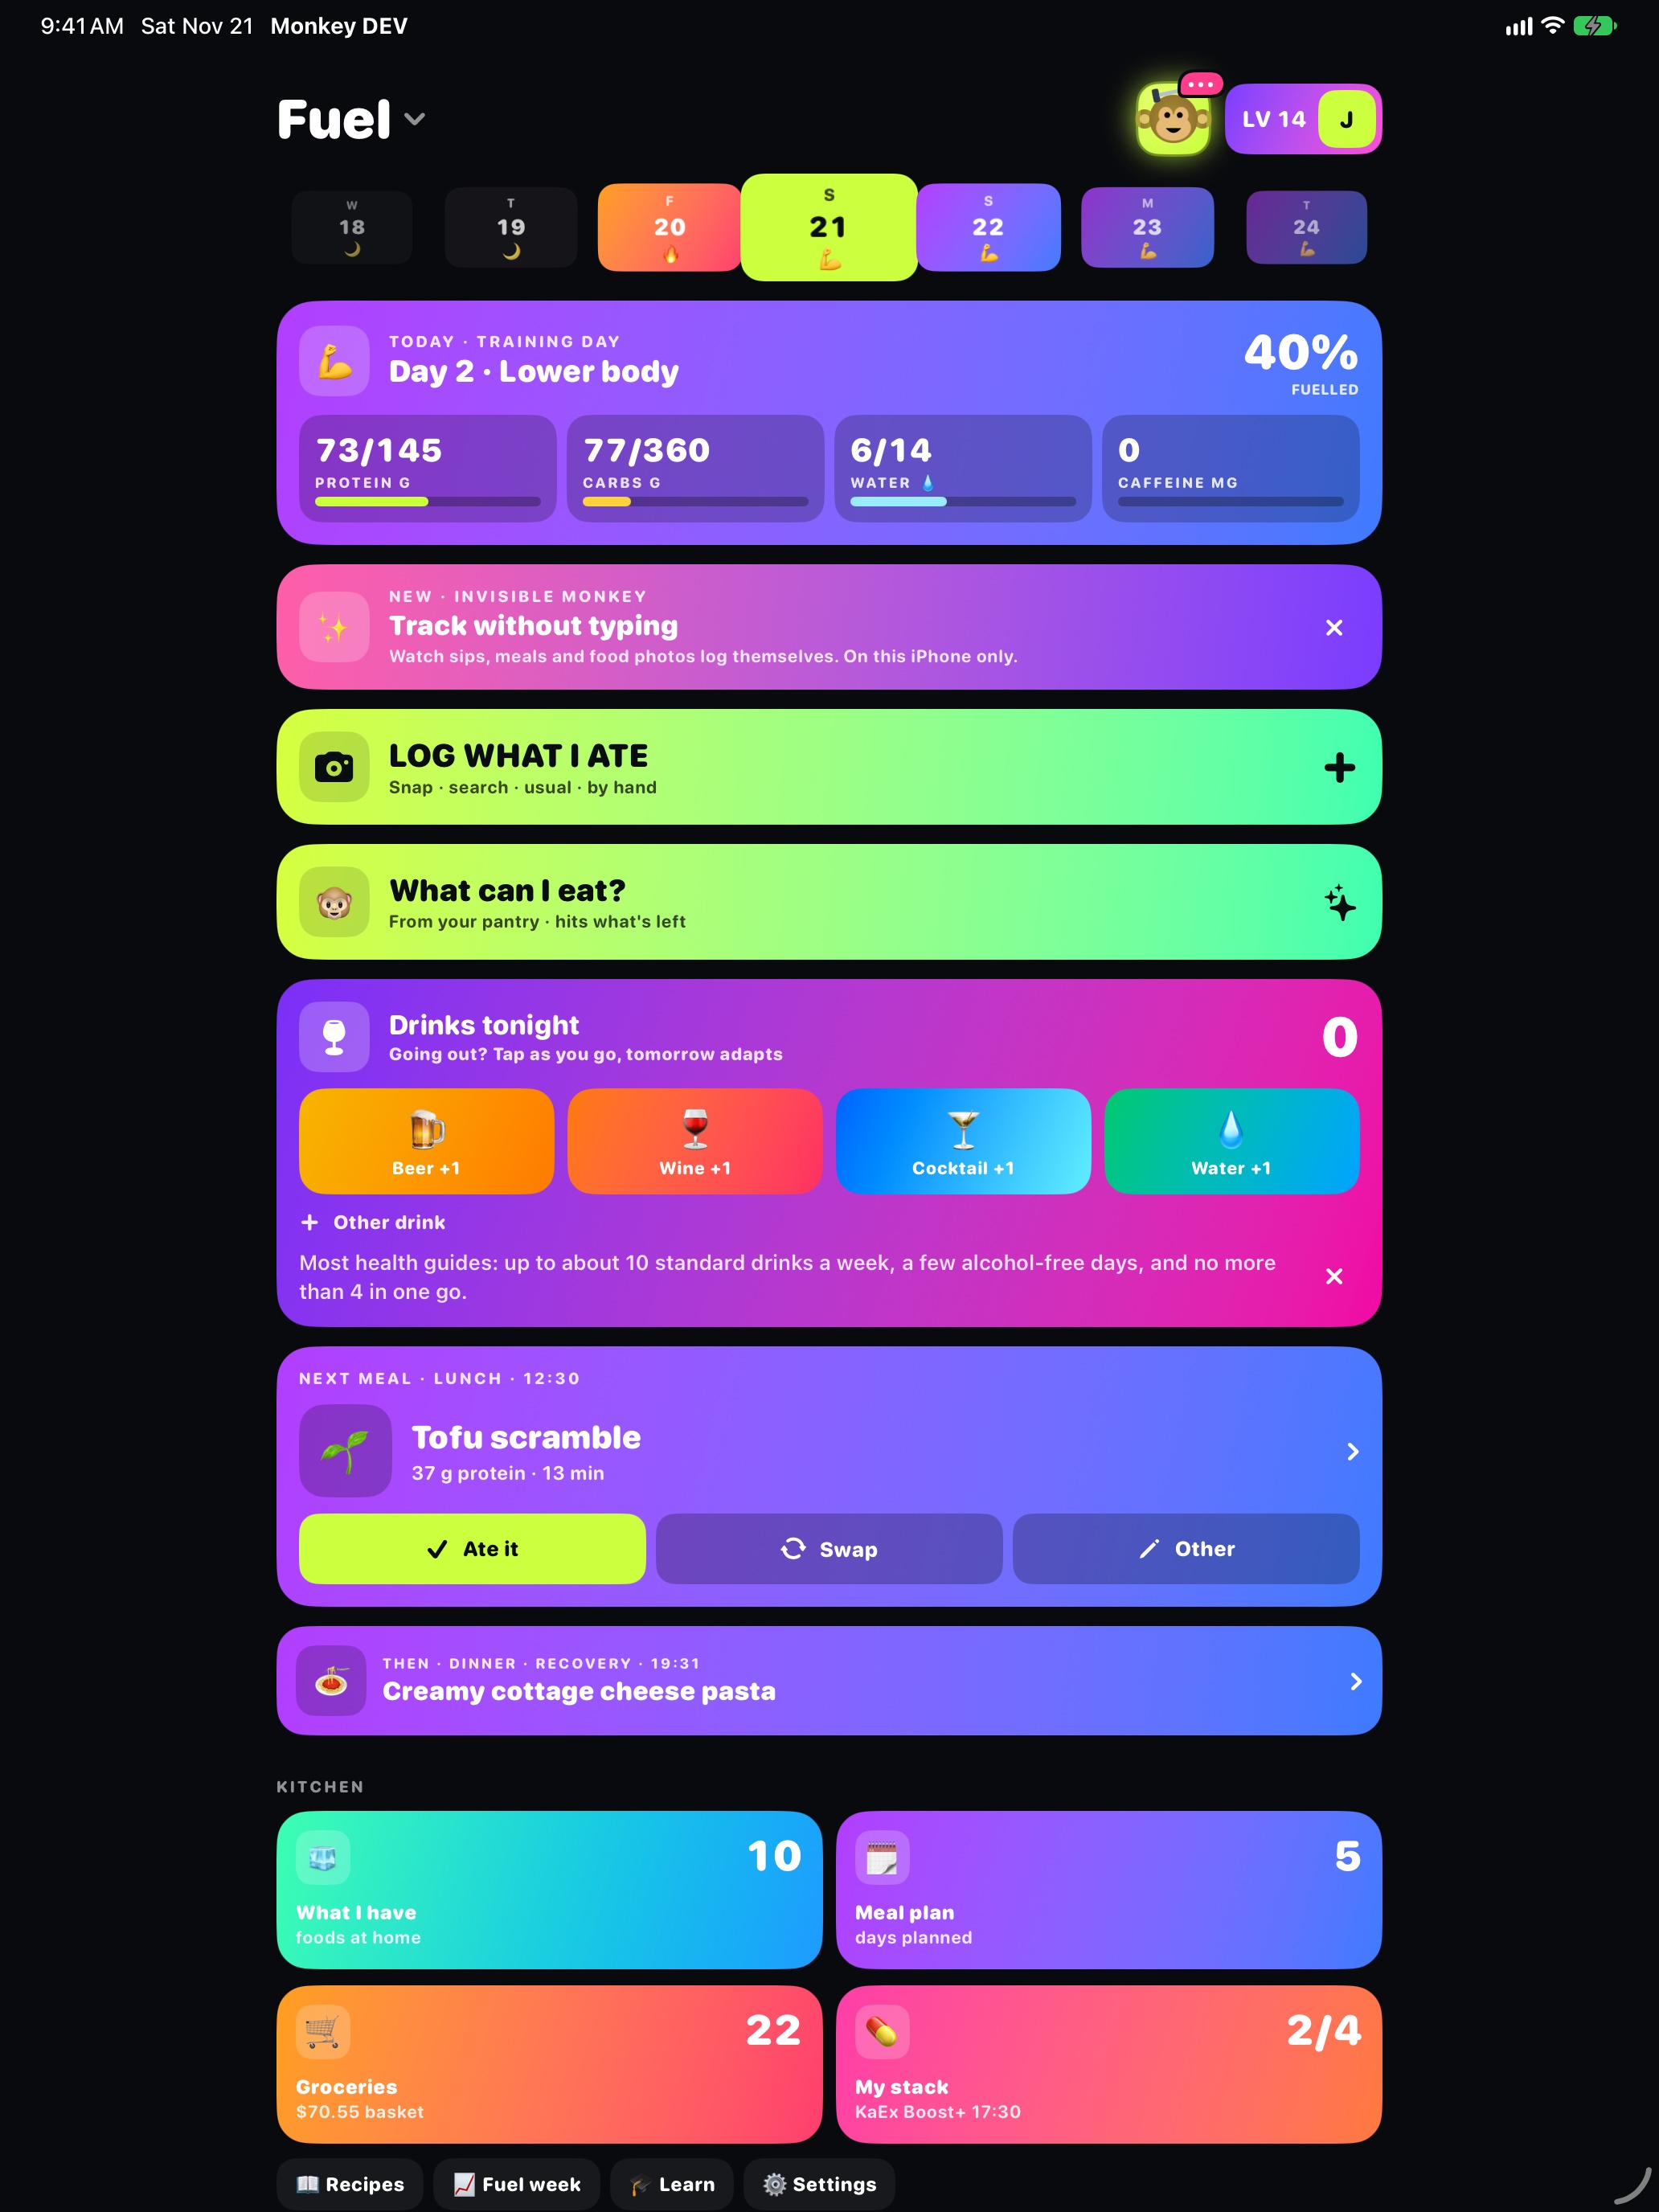 9:41 AM Sat Nov 21 Monkey DEV
Fuel
LV 14 J
W T F S S M T
18 19 20 21 22 23 24
TODAY · TRAINING DAY
Day 2 · Lower body
40%
FUELLED
73/145 77/360 6/14 0
PROTEIN G CARBS G WATER CAFFEINE MG
NEW · INVISIBLE MONKEY
Track without typing
Watch sips, meals and food photos log themselves. On this iPhone only.
LOG WHAT I ATE
Snap · search · usual · by hand
What can I eat?
From your pantry · hits what's left
Drinks tonight
Going out? Tap as you go, tomorrow adapts
0
Beer +1 Wine +1 Cocktail +1 Water +1
Other drink
Most health guides: up to about 10 standard drinks a week, a few alcohol-free days, and no more
than 4 in one go.
NEXT MEAL · LUNCH · 12:30
Tofu scramble
37 g protein · 13 min
Ate it Swap Other
THEN · DINNER · RECOVERY · 19:31
Creamy cottage cheese pasta
KITCHEN
10
What I have
foods at home
5
Meal plan
days planned
22
Groceries
$70.55 basket
2/4
My stack
KaEx Boost+ 17:30
Recipes Fuel week Learn Settings